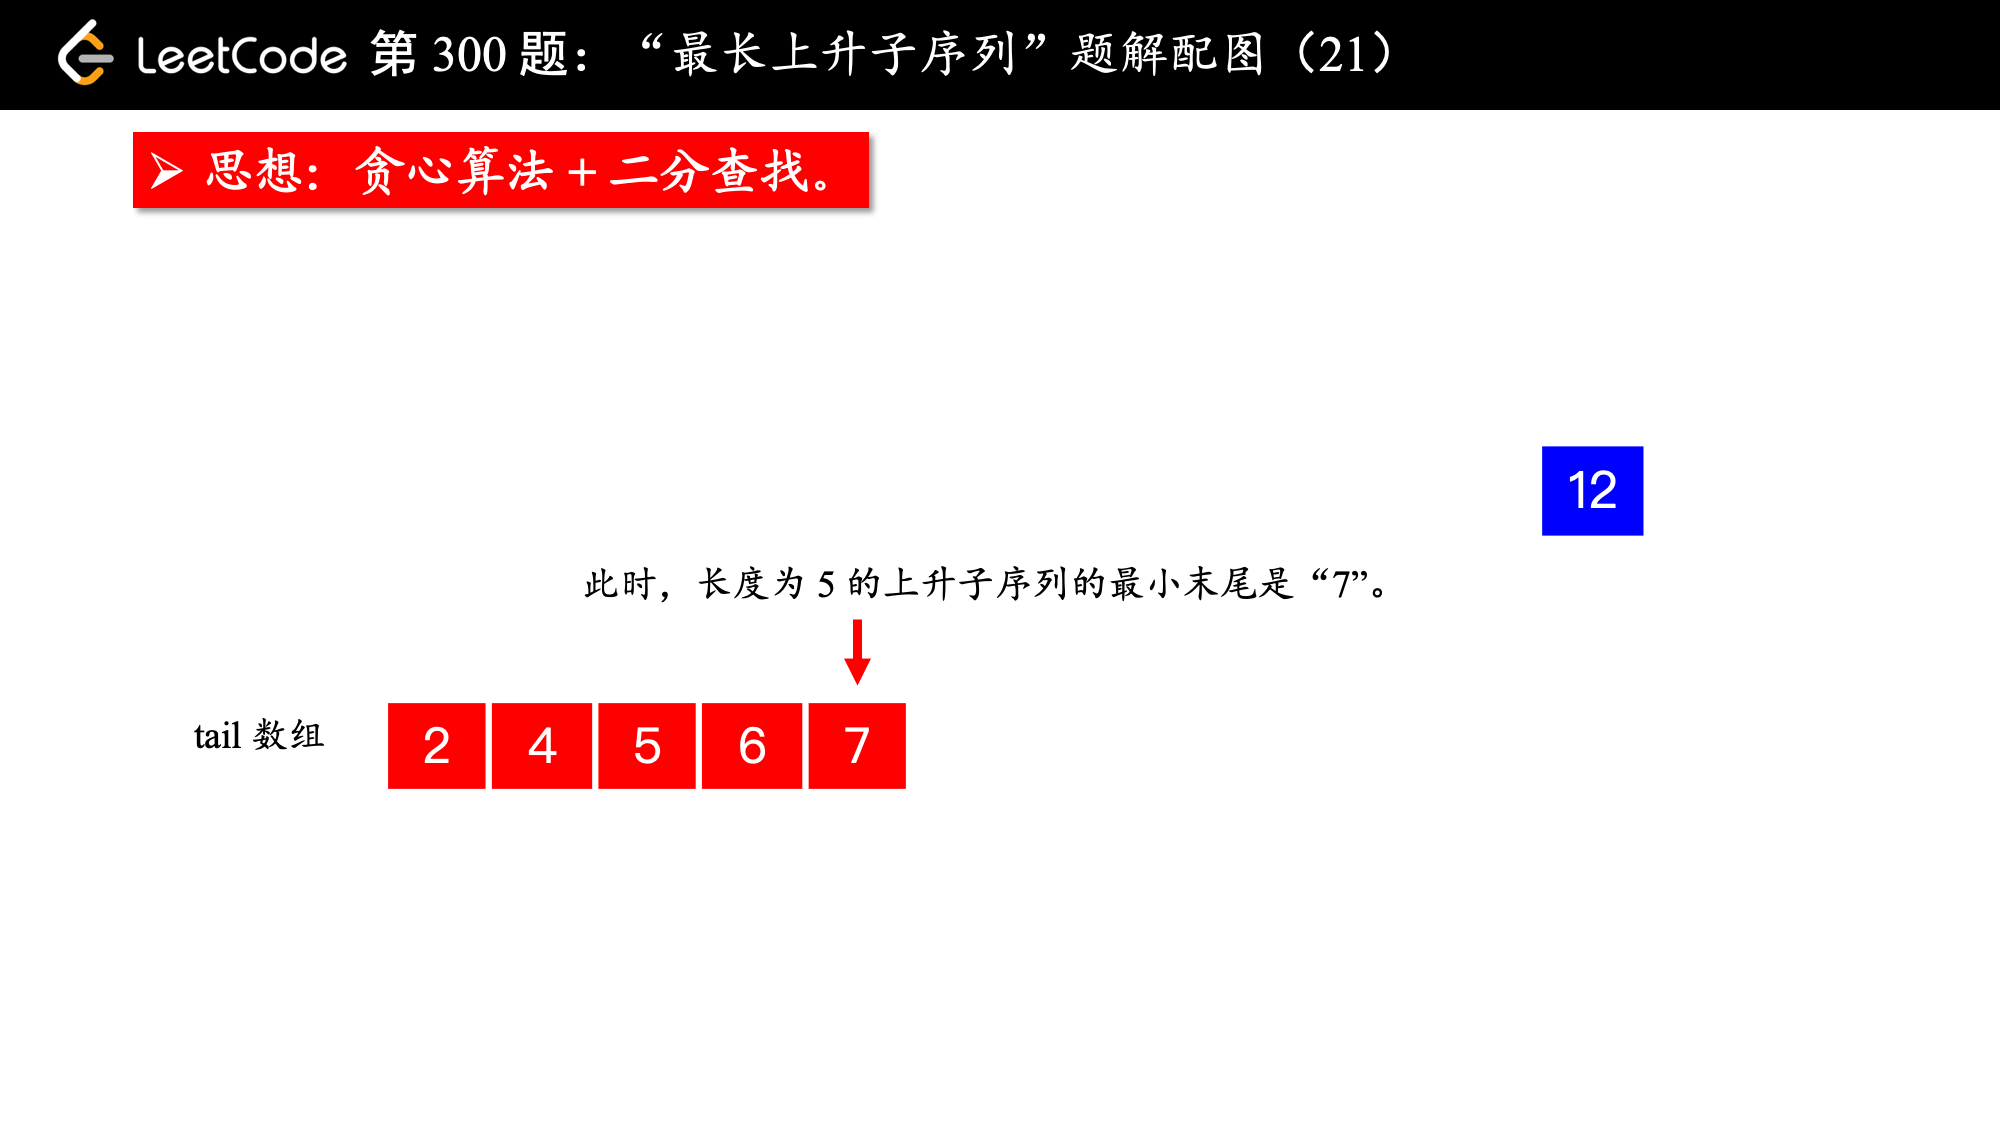 LeetCode 第 300 题：“最长上升子序列”题解配图（21）
➢ 思想：贪心算法 + 二分查找。
12
此时，长度为 5 的上升子序列的最小末尾是“7”。
tail 数组 2 4 5 6 7